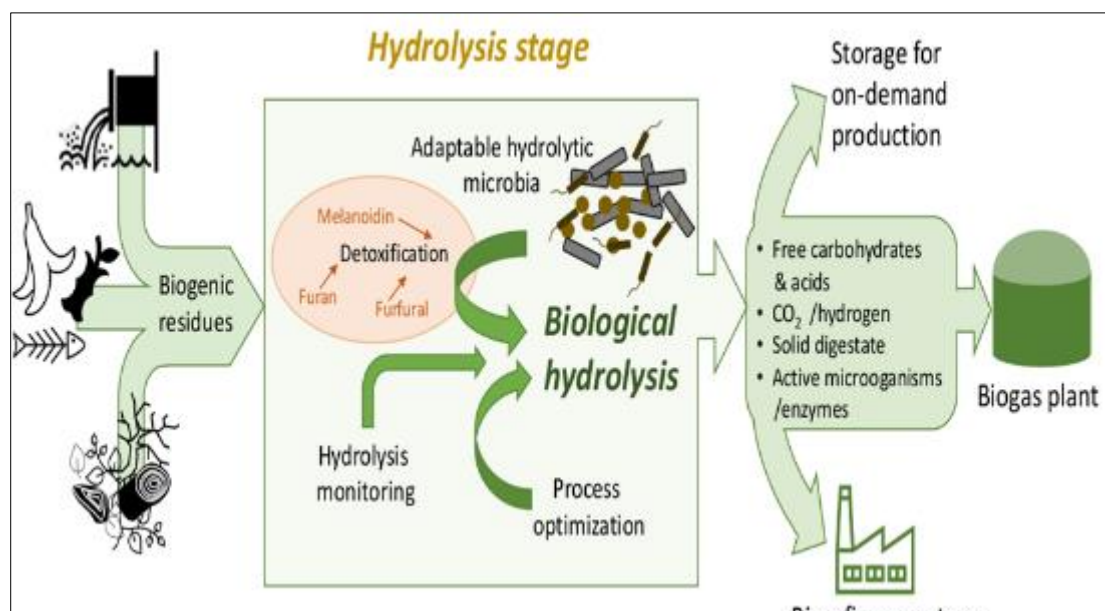 Hydrolysis stage
Storage for
on-demand
production
Adaptable hydrolytic
microbia
Melanoidin
Detoxification
Furan
Furfural
Biogenic
residues
Biological
hydrolysis
Hydrolysis
monitoring
Process
optimization
• Free carbohydrates
& acids
• CO₂ /hydrogen
• Solid digestate
• Active microoganisms
/enzymes
Biogas plant